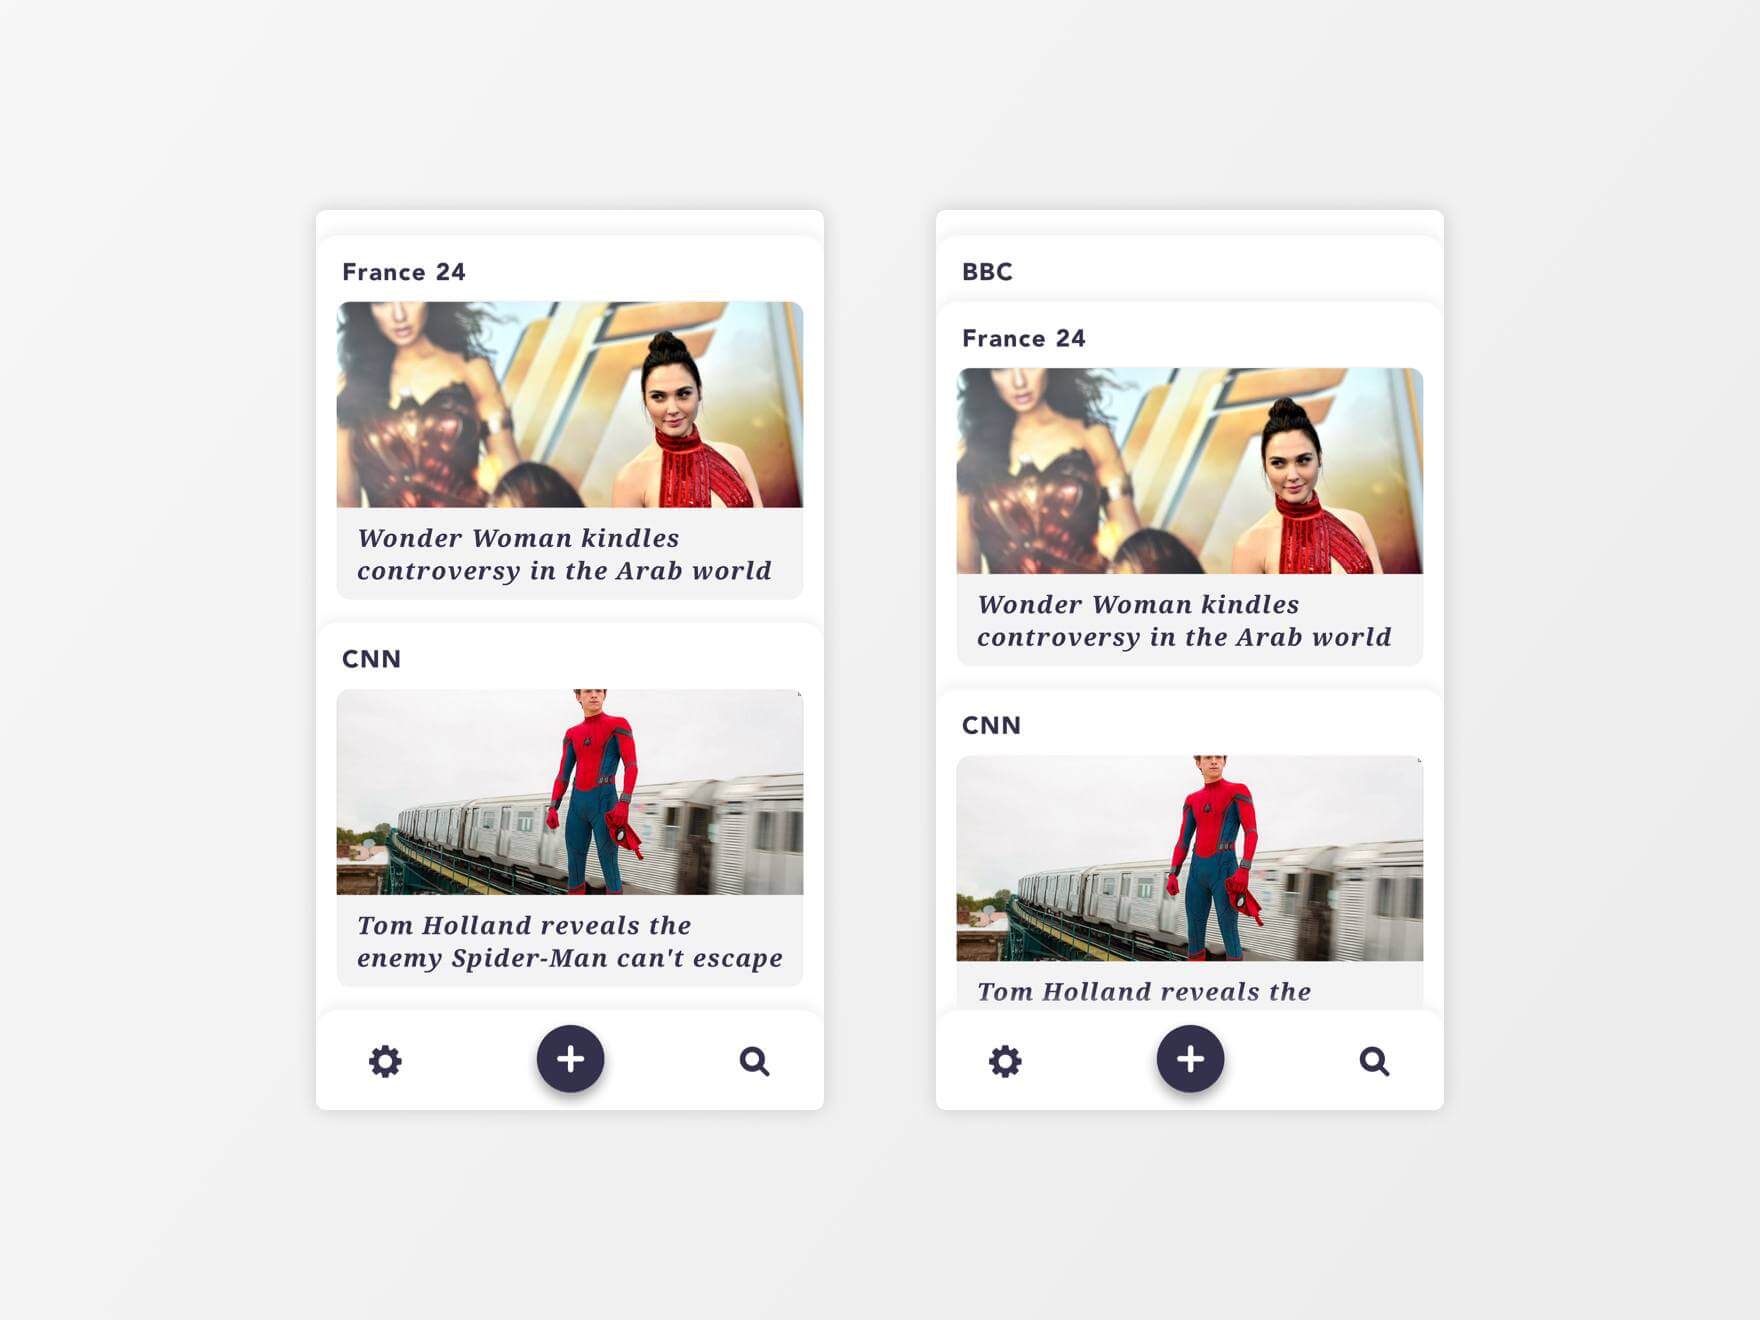 France 24
Wonder Woman kindles
controversy in the Arab world
CNN
Tom Holland reveals the
enemy Spider-Man can't escape
BBC
France 24
Wonder Woman kindles
controversy in the Arab world
CNN
Tom Holland reveals the